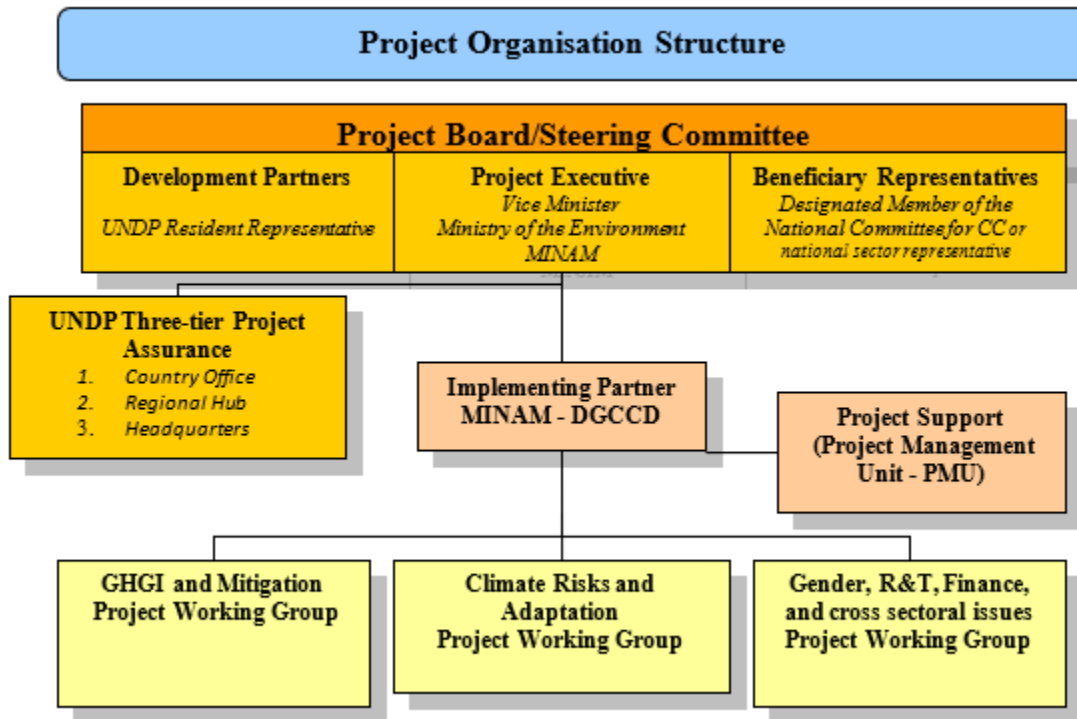 Project Organisation Structure
Project Board/Steering Committee
Development Partners
UNDP Resident Representative
Project Executive
Vice Minister
Ministry of the Environment
MINAM
Beneficiary Representatives
Designated Member of the
National Committee for CC or
national sector representative
UNDP Three-tier Project
Assurance
1. Country Office
2. Regional Hub
3. Headquarters
Implementing Partner
MINAM - DGCCD
Project Support
(Project Management
Unit - PMU)
GHGI and Mitigation
Project Working Group
Climate Risks and
Adaptation
Project Working Group
Gender, R&T, Finance,
and cross sectoral issues
Project Working Group